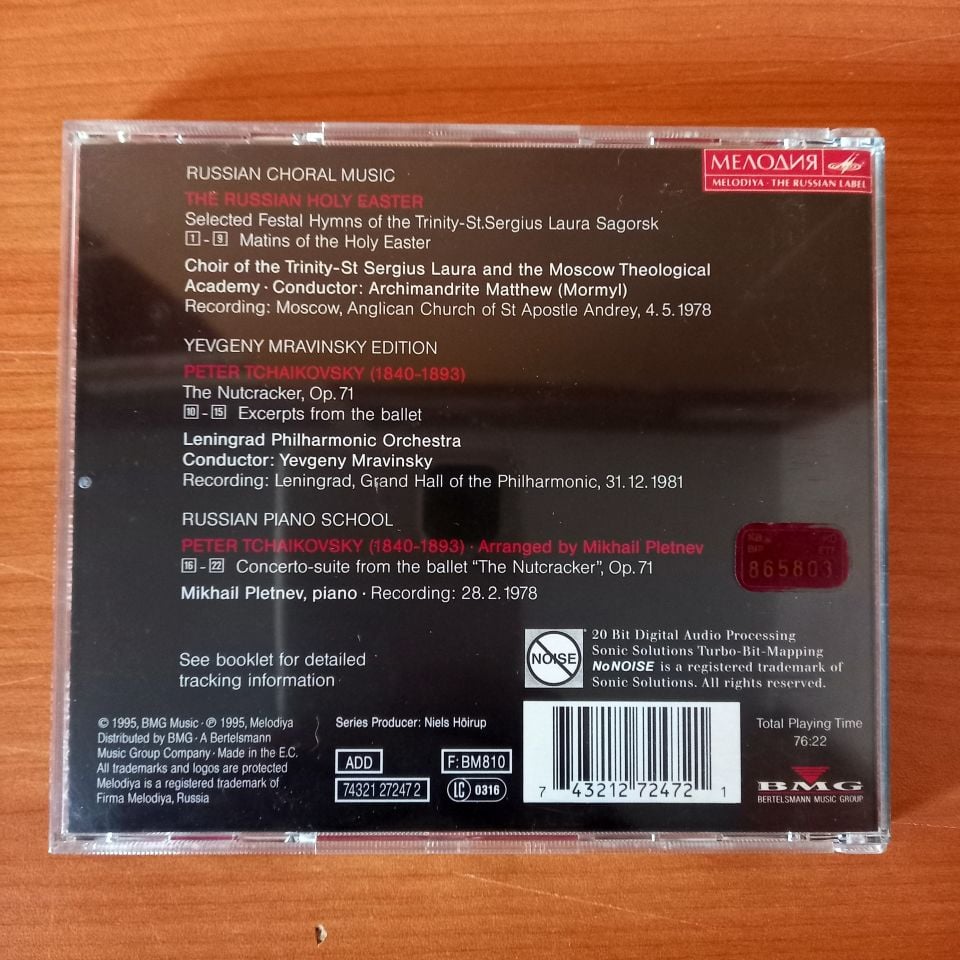 МЕЛОДИЯ
MELODIYA · THE RUSSIAN LABEL
RUSSIAN CHORAL MUSIC
THE RUSSIAN HOLY EASTER
Selected Festal Hymns of the Trinity-St.Sergius Laura Sagorsk
1 - 9 Matins of the Holy Easter
Choir of the Trinity-St Sergius Laura and the Moscow Theological
Academy · Conductor: Archimandrite Matthew (Mormyl)
Recording: Moscow, Anglican Church of St Apostle Andrey, 4.5.1978
YEVGENY MRAVINSKY EDITION
PETER TCHAIKOVSKY (1840-1893)
The Nutcracker, Op.71
10 - 15 Excerpts from the ballet
Leningrad Philharmonic Orchestra
Conductor: Yevgeny Mravinsky
Recording: Leningrad, Grand Hall of the Philharmonic, 31.12.1981
RUSSIAN PIANO SCHOOL
PETER TCHAIKOVSKY (1840-1893) · Arranged by Mikhail Pletnev
16 - 22 Concerto-suite from the ballet "The Nutcracker", Op.71
Mikhail Pletnev, piano · Recording: 28.2.1978
865803
See booklet for detailed
tracking information
NOISE
20 Bit Digital Audio Processing
Sonic Solutions Turbo-Bit-Mapping
NoNOISE is a registered trademark of
Sonic Solutions. All rights reserved.
© 1995, BMG Music · ℗ 1995, Melodiya
Distributed by BMG · A Bertelsmann
Music Group Company · Made in the E.C.
All trademarks and logos are protected
Melodiya is a registered trademark of
Firma Melodiya, Russia
Series Producer: Niels Höirup
ADD
F: BM810
74321 27247 2
LC 0316
7 43212 72472 1
Total Playing Time
76:22
BMG
BERTELSMANN MUSIC GROUP